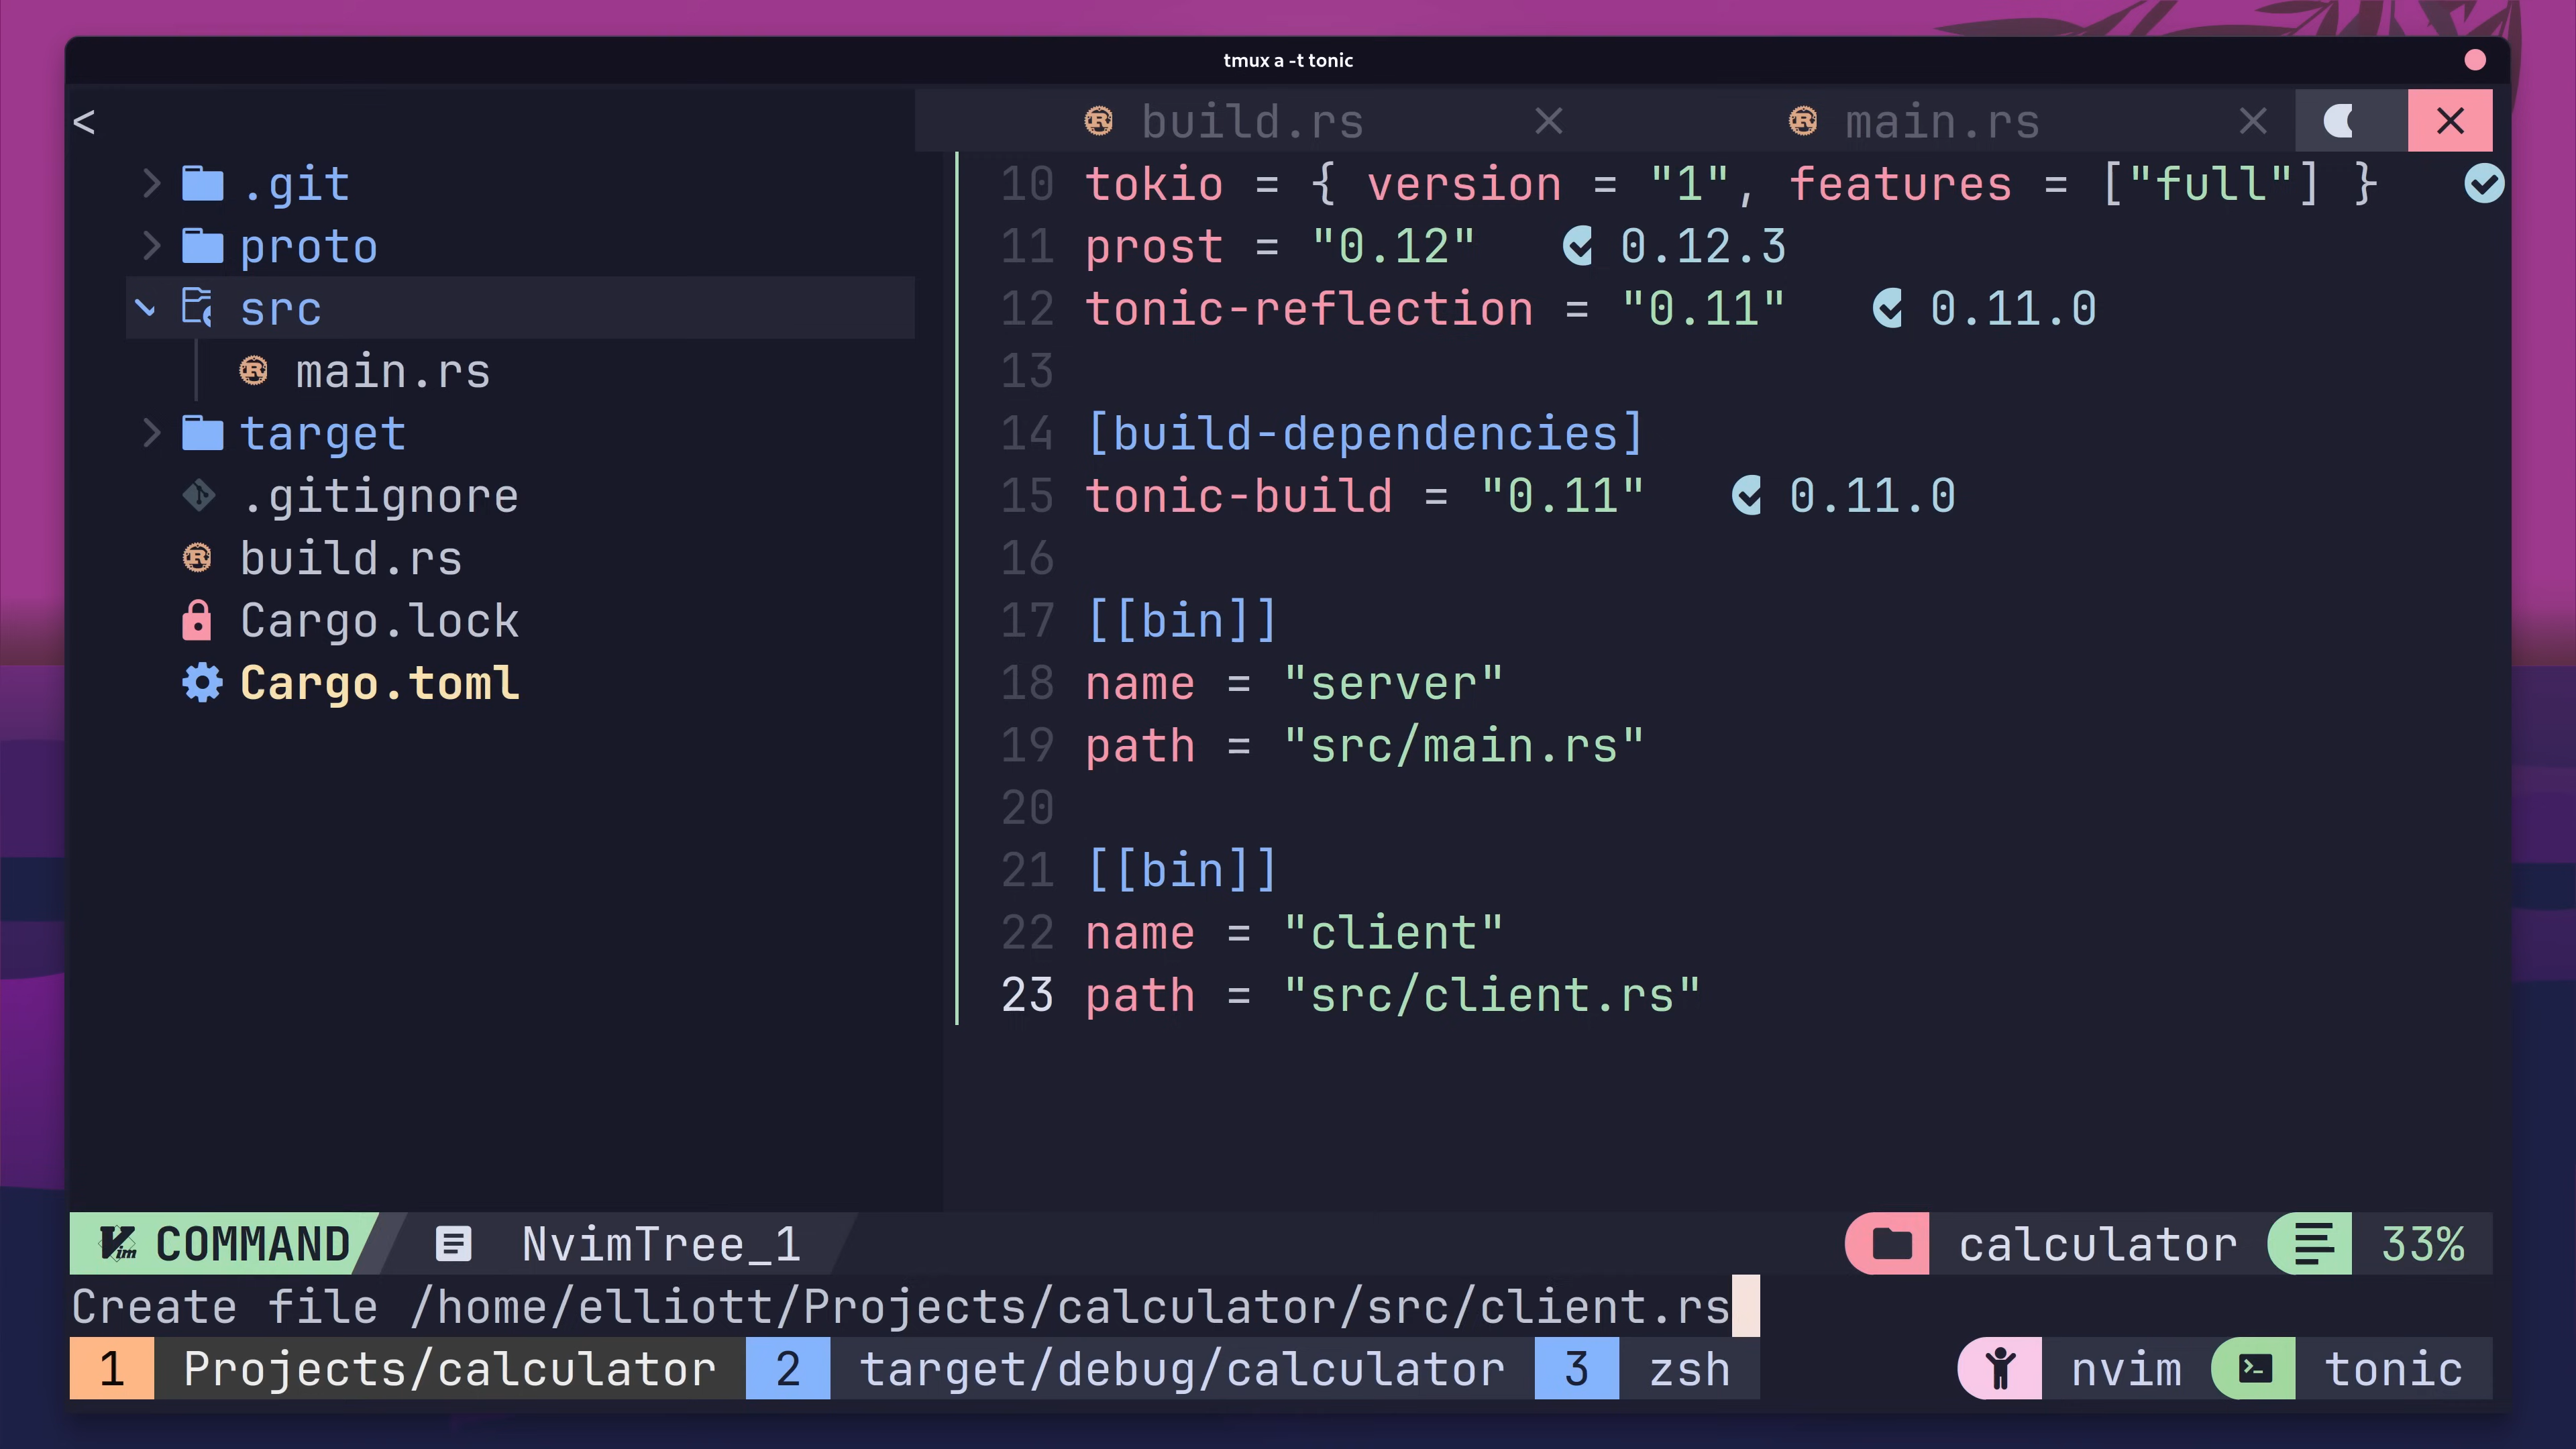 tmux a -t tonic
<
build.rs
main.rs
.git
proto
src
main.rs
target
.gitignore
build.rs
Cargo.lock
Cargo.toml
10 tokio = { version = "1", features = ["full"] }
11 prost = "0.12" 0.12.3
12 tonic-reflection = "0.11" 0.11.0
13
14 [build-dependencies]
15 tonic-build = "0.11" 0.11.0
16
17 [[bin]]
18 name = "server"
19 path = "src/main.rs"
20
21 [[bin]]
22 name = "client"
23 path = "src/client.rs"
COMMAND NvimTree_1 calculator 33%
Create file /home/elliott/Projects/calculator/src/client.rs
1 Projects/calculator 2 target/debug/calculator 3 zsh nvim tonic